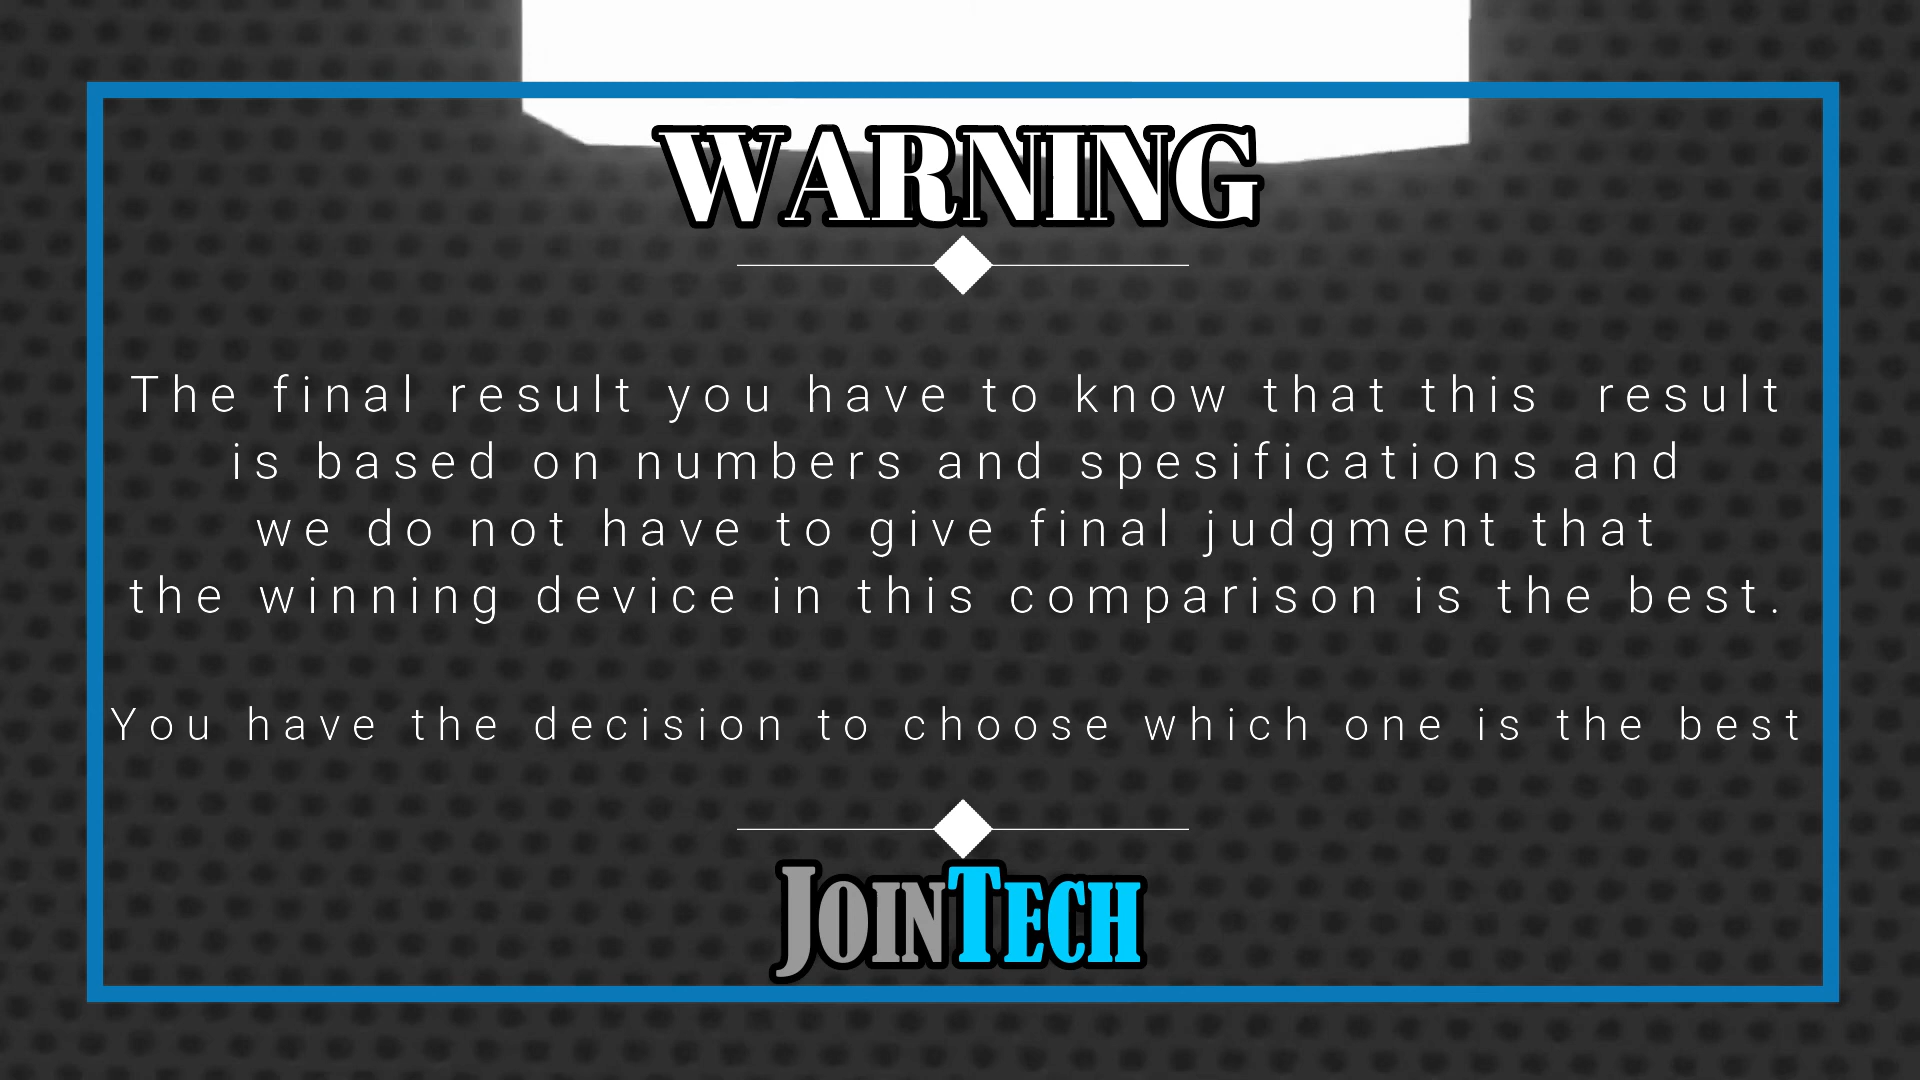 WARNING
The final result you have to know that this result
is based on numbers and spesifications and
we do not have to give final judgment that
the winning device in this comparison is the best.
You have the decision to choose which one is the best
JOINTECH